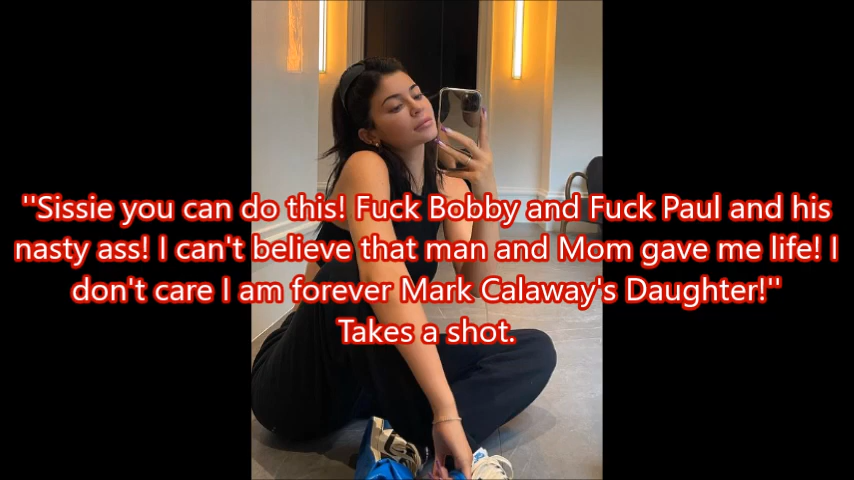 "Sissie you can do this! Fuck Bobby and Fuck Paul and his
nasty ass! I can't believe that man and Mom gave me life! I
don't care I am forever Mark Calaway's Daughter!"
Takes a shot.